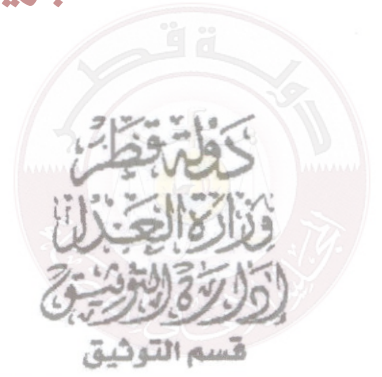 دولة قطر
دَوْلَة قَطَر
وزارة العدل
إدارة التوثيق
قسم التوثيق